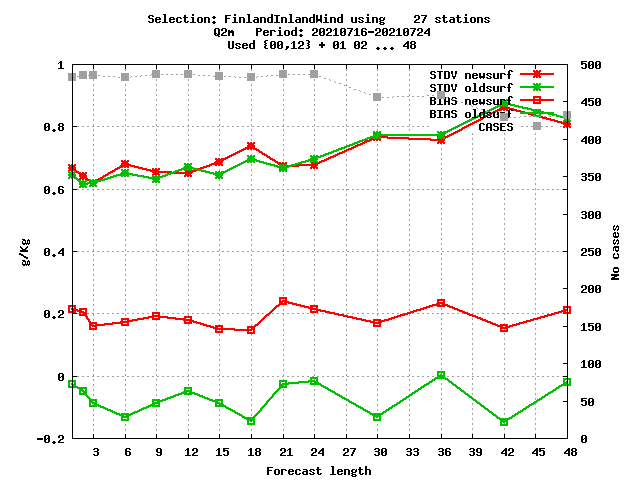 Selection: FinlandInlandWind using    27 stations
Q2m   Period: 20210716-20210724
Used {00,12} + 01 02 ... 48
STDV newsurf
STDV oldsurf
BIAS newsurf
BIAS oldsurf
CASES
1
0.8
0.6
0.4
0.2
0
-0.2
g/Kg
500
450
400
350
300
250
200
150
100
50
0
No cases
3 6 9 12 15 18 21 24 27 30 33 36 39 42 45 48
Forecast length